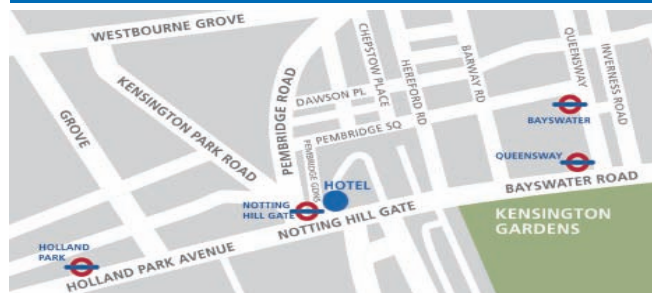 WESTBOURNE GROVE
GROVE
KENSINGTON PARK ROAD
PEMBRIDGE ROAD
DAWSON PL
CHEPSTOW PLACE
HEREFORD RD
BARWAY RD
QUEENSWAY
INVERNESS ROAD
BAYSWATER
PEMBRIDGE SQ
PEMBRIDGE GDNS
QUEENSWAY
HOTEL
BAYSWATER ROAD
NOTTING
HILL GATE
NOTTING HILL GATE
KENSINGTON
GARDENS
HOLLAND
PARK
HOLLAND PARK AVENUE